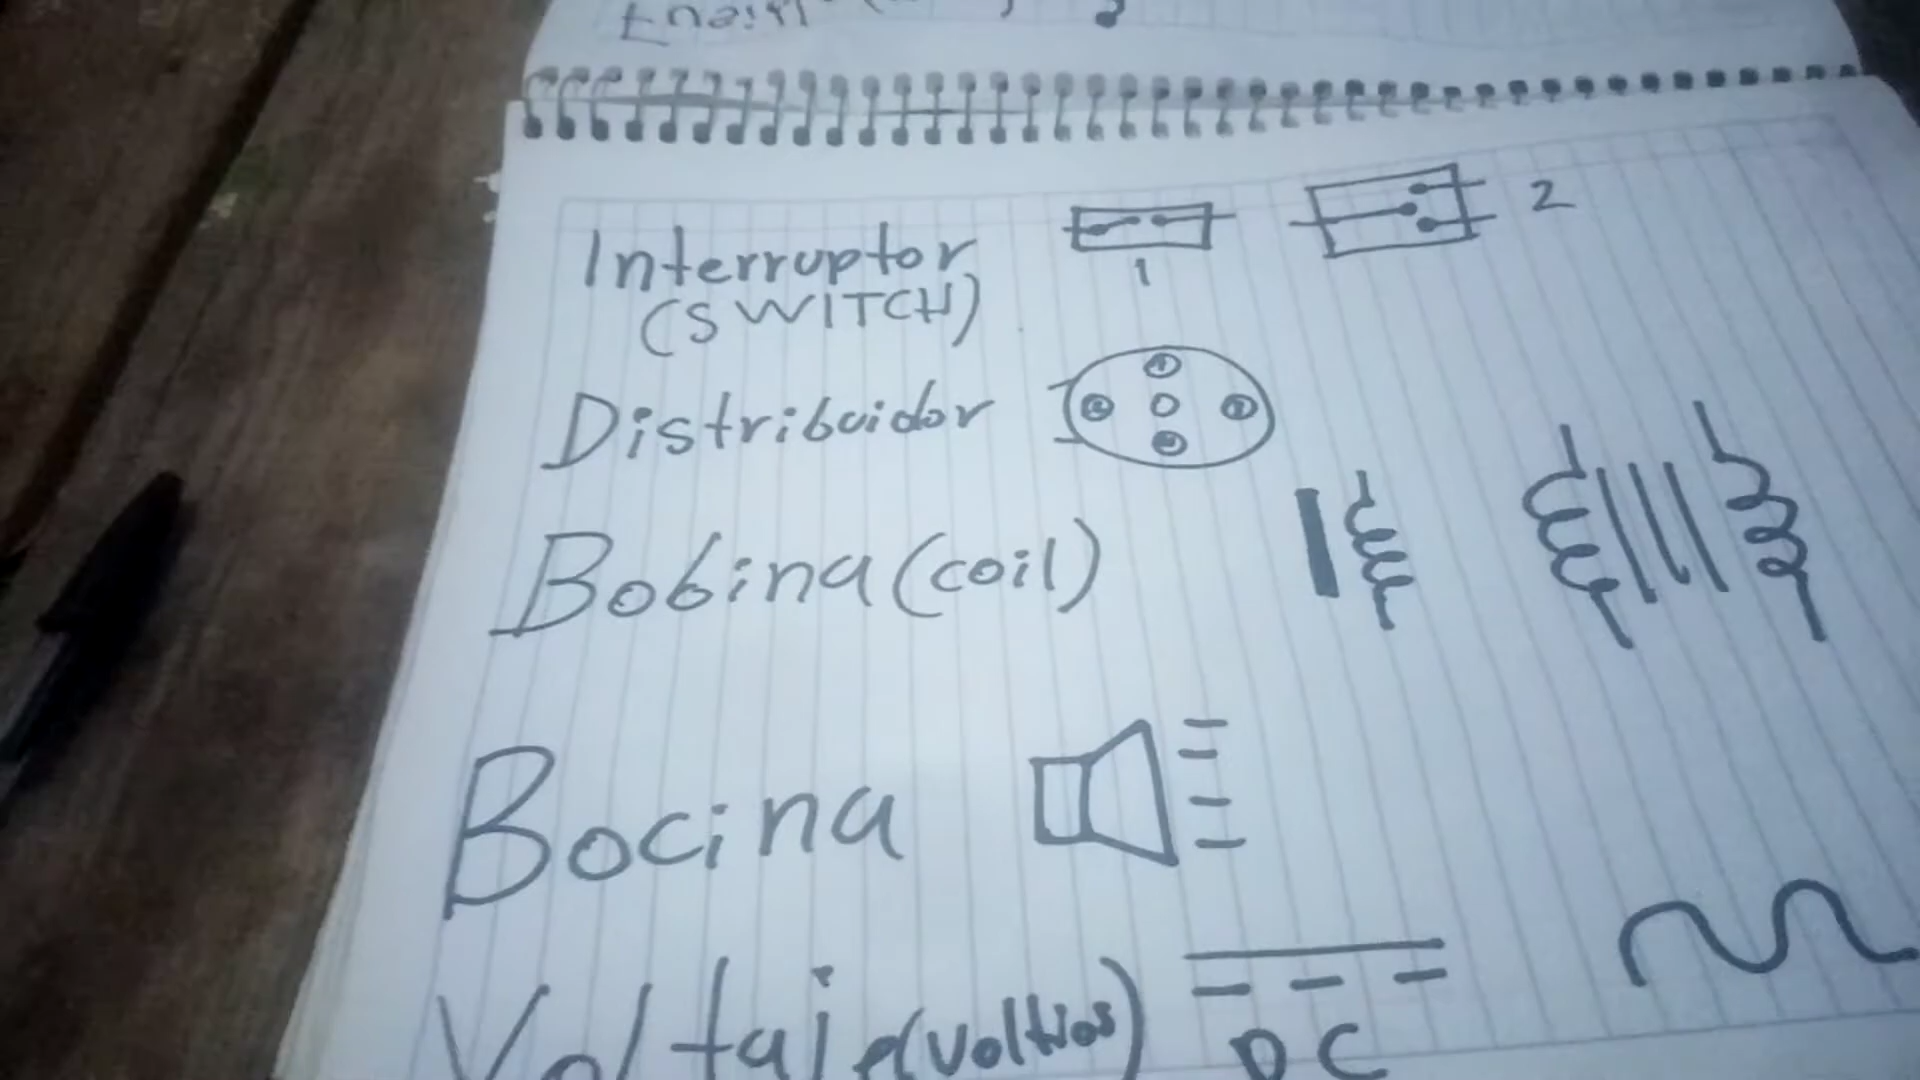 Interruptor
(SWITCH)
1
2
Distribuidor
Bobina (coil)
Bocina
Voltaje (voltios)
DC